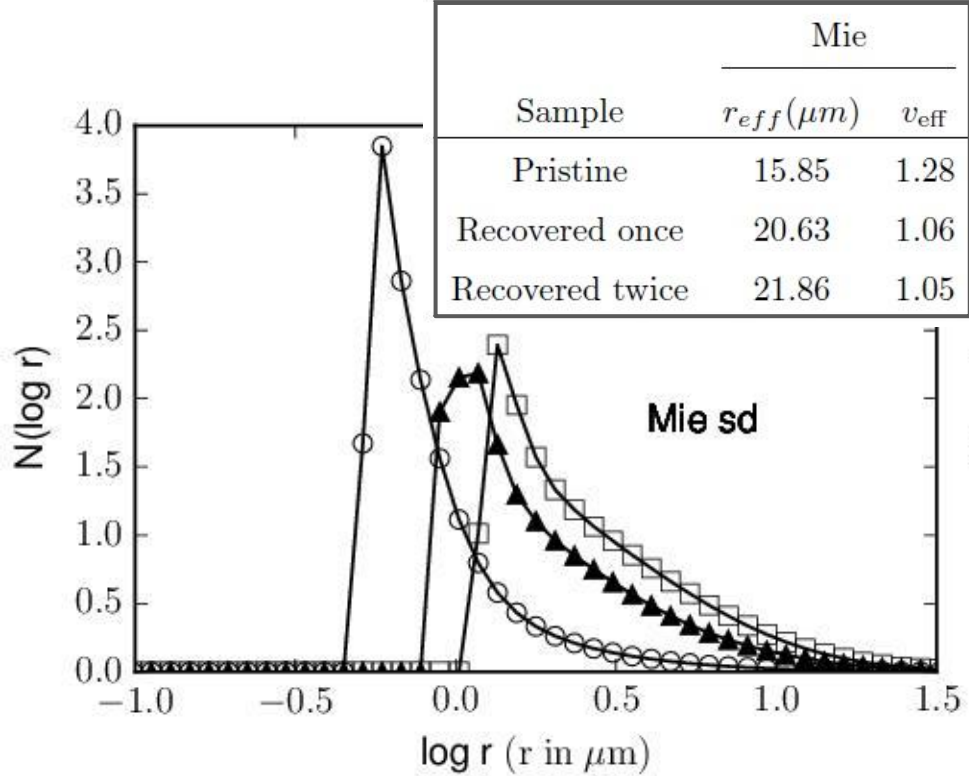 Mie
Sample r_eff(μm) v_eff
Pristine 15.85 1.28
Recovered once 20.63 1.06
Recovered twice 21.86 1.05
4.0
3.5
3.0
2.5
2.0
1.5
1.0
0.5
0.0
N(log r)
Mie sd
−1.0 −0.5 0.0 0.5 1.0 1.5
log r (r in μm)